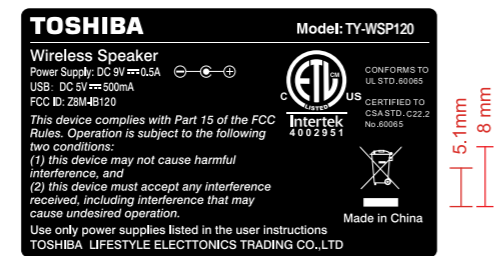 TOSHIBA Model: TY-WSP120
Wireless Speaker
Power Supply: DC 9V⎓0.5A
USB: DC 5V⎓500mA
FCC ID: Z8M-IB120
This device complies with Part 15 of the FCC
Rules. Operation is subject to the following
two conditions:
(1) this device may not cause harmful
interference, and
(2) this device must accept any interference
received, including interference that may
cause undesired operation.
Use only power supplies listed in the user instructions
TOSHIBA LIFESTYLE ELECTTONICS TRADING CO.,LTD
ETL CM
LISTED
C US
Intertek
4002951
CONFORMS TO
UL STD. 60065
CERTIFIED TO
CSA STD. C22.2
No.60065
Made in China
5.1mm
8 mm